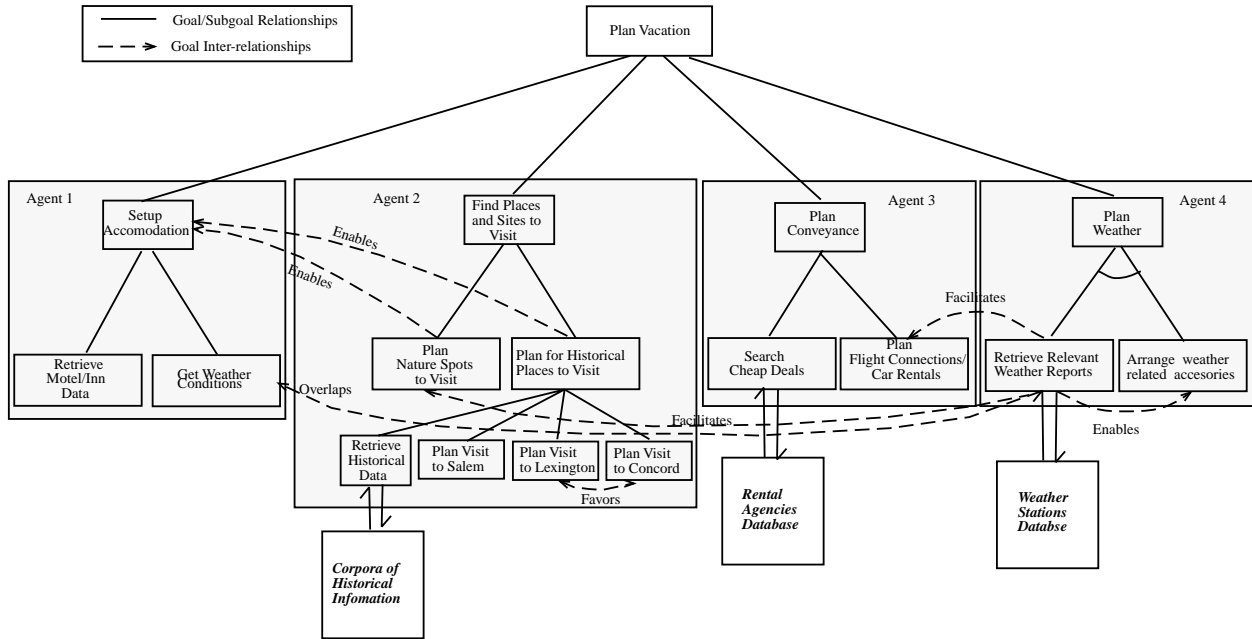 Goal/Subgoal Relationships
Goal Inter-relationships
Plan Vacation
Agent 1
Setup
Accomodation
Retrieve
Motel/Inn
Data
Get Weather
Conditions
Agent 2
Find Places
and Sites to
Visit
Enables
Enables
Plan
Nature Spots
to Visit
Plan for Historical
Places to Visit
Overlaps
Facilitates
Retrieve
Historical
Data
Plan Visit
to Salem
Plan Visit
to Lexington
Plan Visit
to Concord
Favors
Corpora of
Historical
Infomation
Agent 3
Plan
Conveyance
Search
Cheap Deals
Plan
Flight Connections/
Car Rentals
Rental
Agencies
Database
Agent 4
Plan
Weather
Facilitates
Retrieve Relevant
Weather Reports
Arrange weather
related accesories
Enables
Weather
Stations
Databse